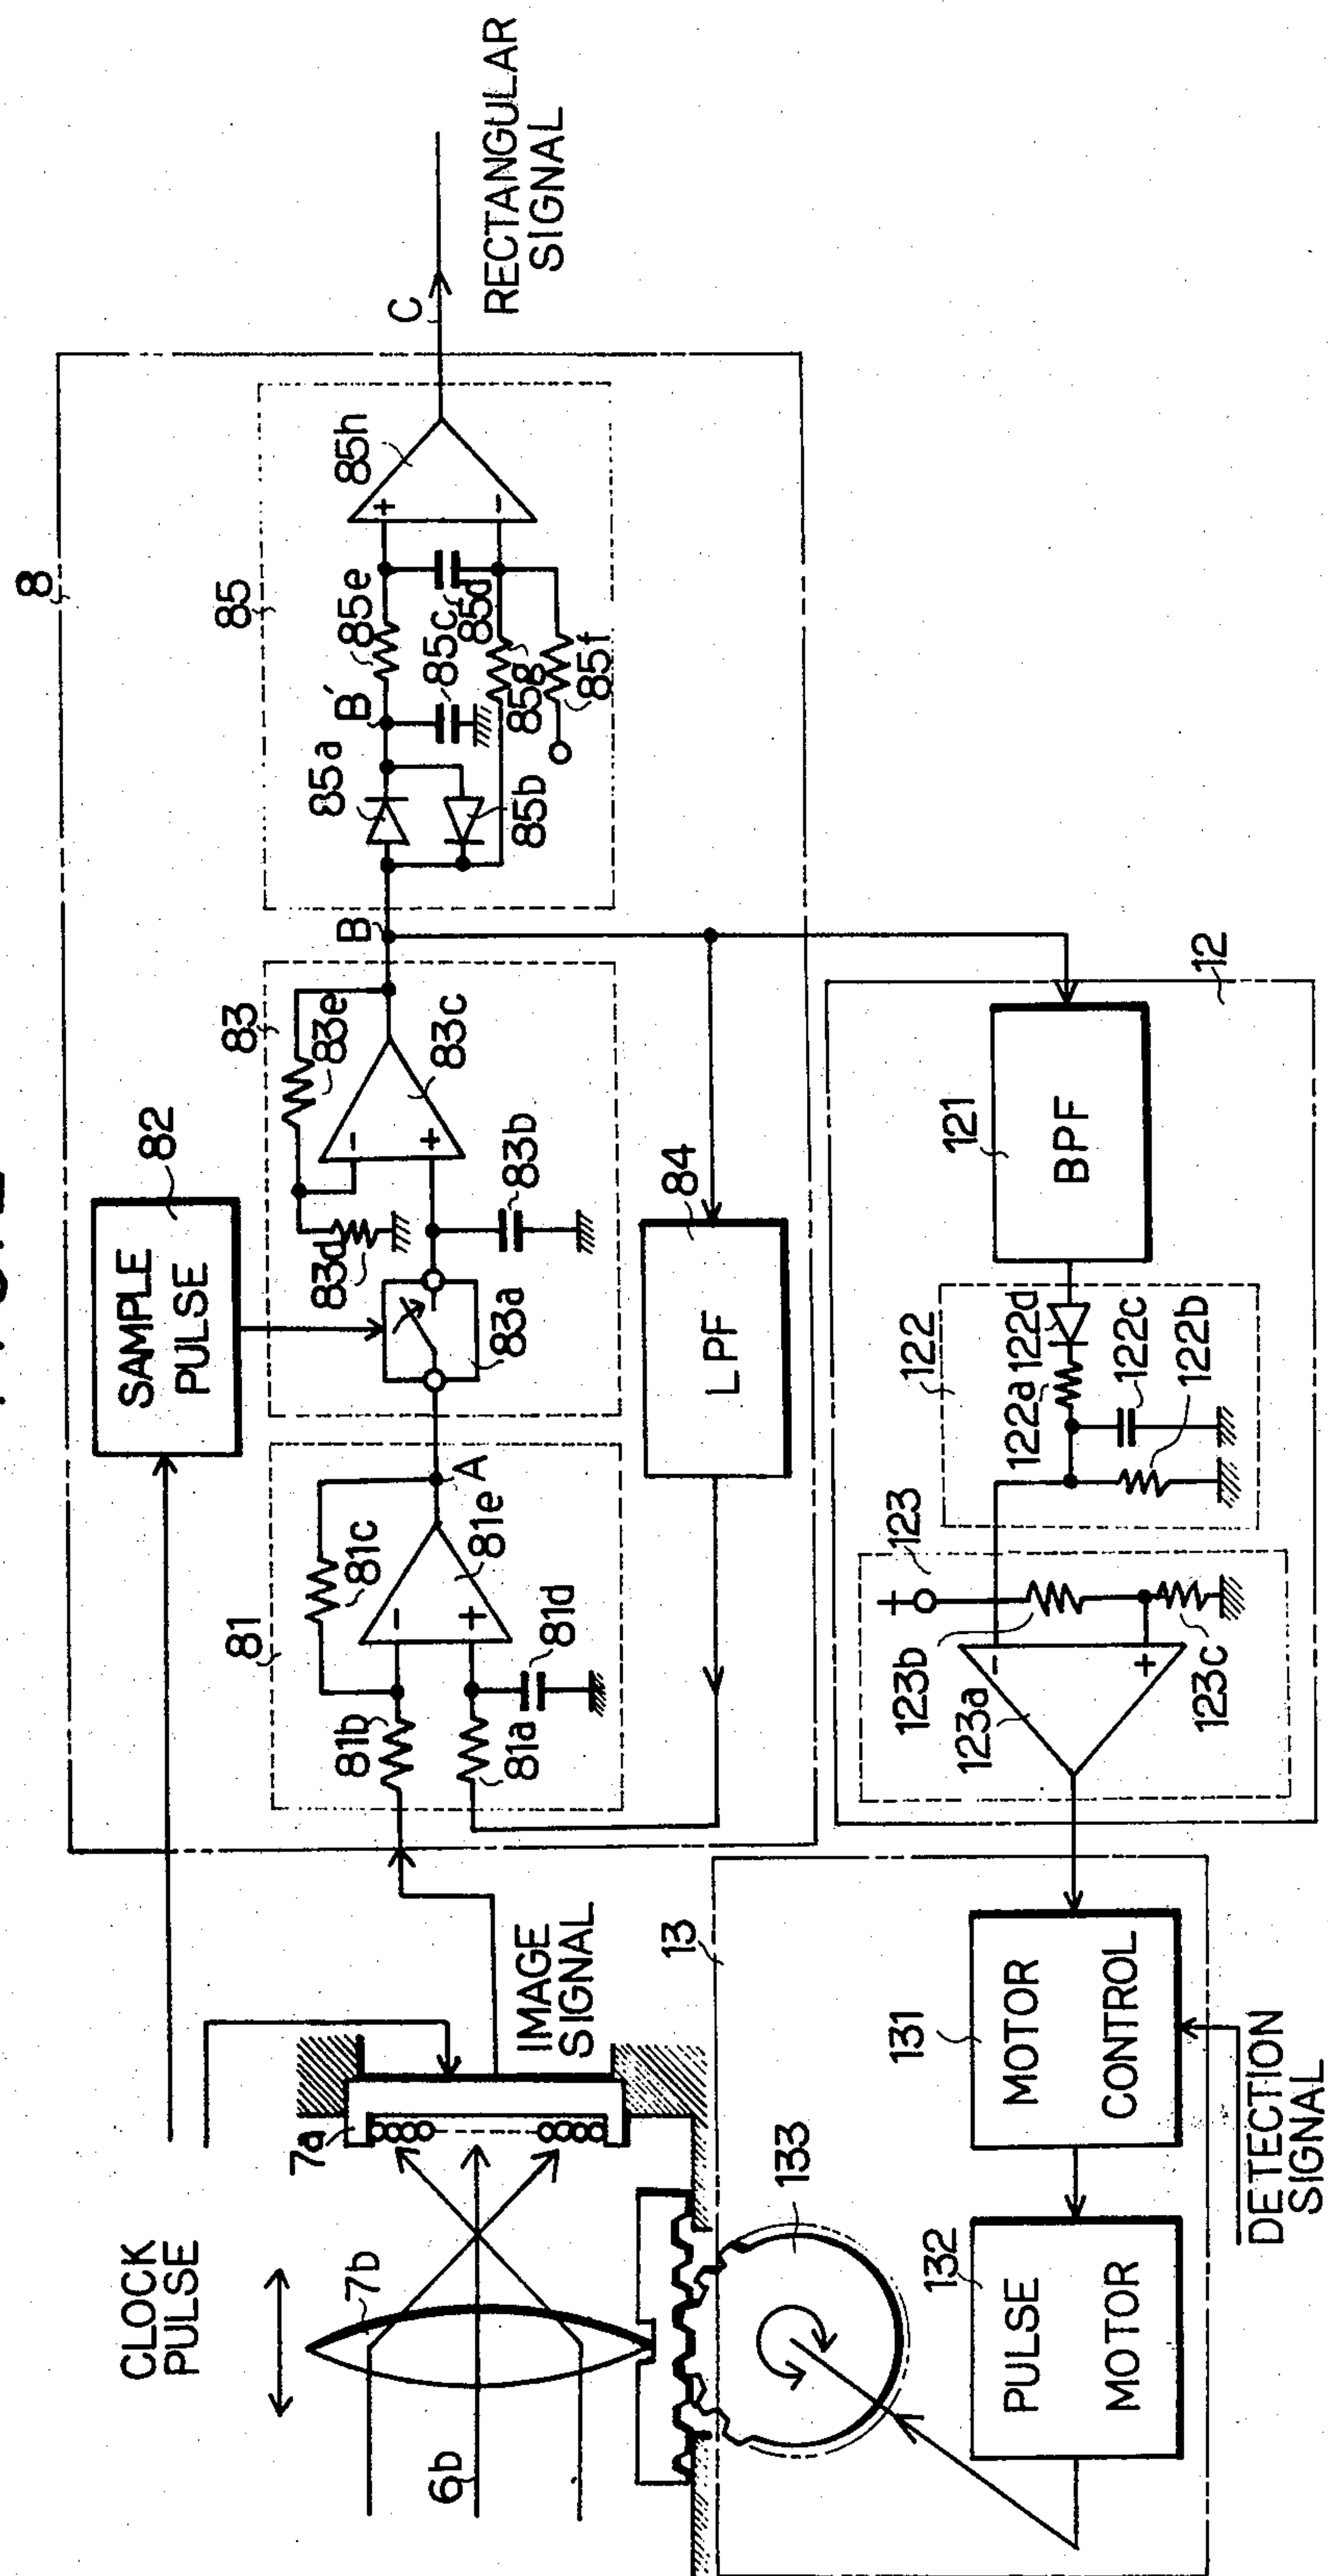 8
85
85h
+
−
85e
85c
85d
85g
85f
B'
85a
85b
C
RECTANGULAR
SIGNAL
B
83
83e
83c
−
+
83b
83d
83a
82
SAMPLE
PULSE
84
LPF
81
81c
A
81e
−
+
81d
81b
81a
12
121
BPF
122
122d
122a
122c
122b
123
+
123b
123a
−
+
123c
IMAGE
SIGNAL
CLOCK
PULSE
7a
7b
6b
13
133
131
MOTOR
CONTROL
132
PULSE
MOTOR
DETECTION
SIGNAL